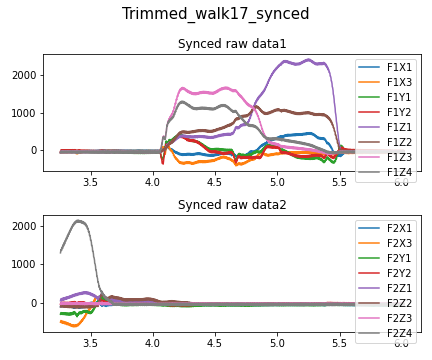 Trimmed_walk17_synced
Synced raw data1
2000
1000
0
3.5 4.0 4.5 5.0 5.5 6.0
F1X1
F1X3
F1Y1
F1Y2
F1Z1
F1Z2
F1Z3
F1Z4
Synced raw data2
2000
1000
0
3.5 4.0 4.5 5.0 5.5 6.0
F2X1
F2X3
F2Y1
F2Y2
F2Z1
F2Z2
F2Z3
F2Z4